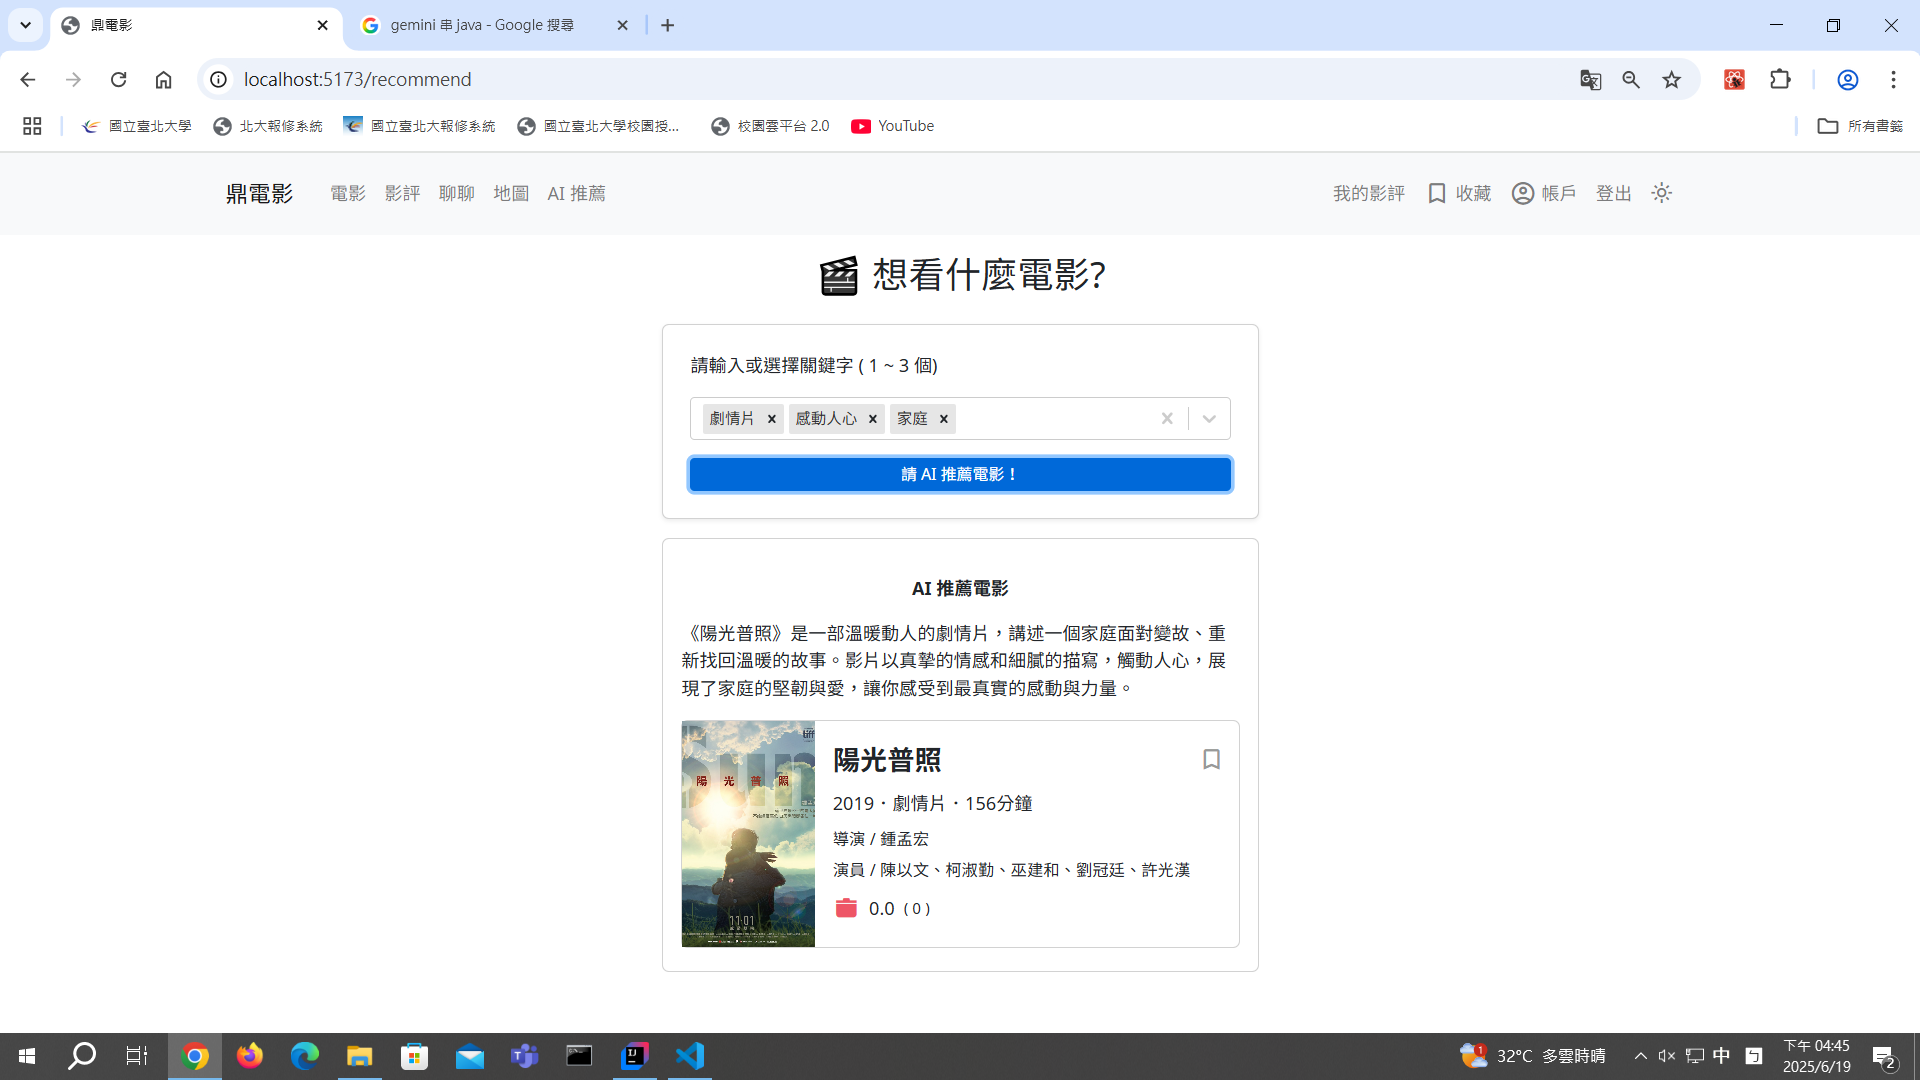 鼎電影
gemini 串 java - Google 搜尋
localhost:5173/recommend
國立臺北大學
北大報修系統
國立臺北大報修系統
國立臺北大學校園授...
校園雲平台 2.0
YouTube
所有書籤
鼎電影
電影
影評
聊聊
地圖
AI 推薦
我的影評
收藏
帳戶
登出
想看什麼電影?
請輸入或選擇關鍵字 ( 1 ~ 3 個)
劇情片
感動人心
家庭
請 AI 推薦電影！
AI 推薦電影
《陽光普照》是一部溫暖動人的劇情片，講述一個家庭面對變故、重
新找回溫暖的故事。影片以真摯的情感和細膩的描寫，觸動人心，展
現了家庭的堅韌與愛，讓你感受到最真實的感動與力量。
tiff
Sun
陽 光 普 照
11.01
陽光普照
2019・劇情片・156分鐘
導演 / 鍾孟宏
演員 / 陳以文、柯淑勤、巫建和、劉冠廷、許光漢
0.0 ( 0 )
1
32°C 多雲時晴
中
下午 04:45
2025/6/19
2